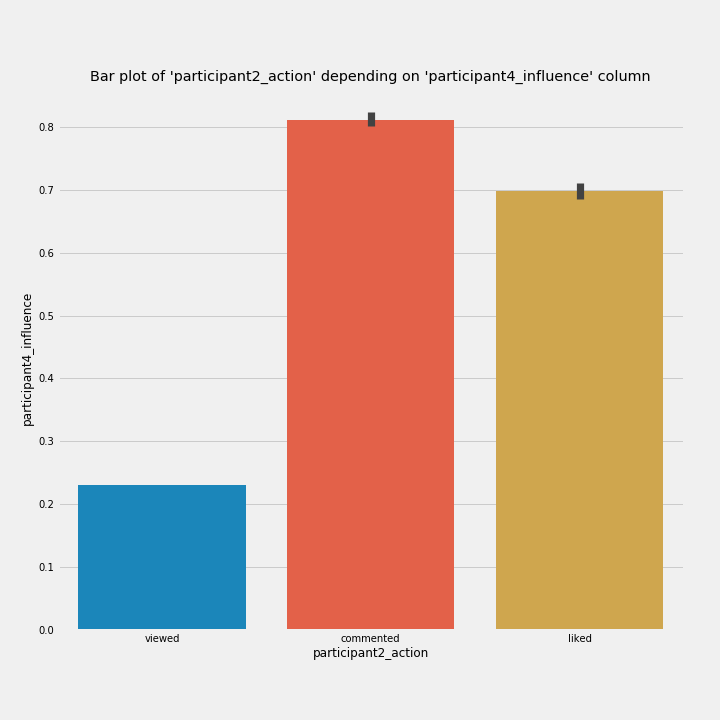 Bar plot of 'participant2_action' depending on 'participant4_influence' column
participant4_influence
0.8
0.7
0.6
0.5
0.4
0.3
0.2
0.1
0.0
viewed commented liked
participant2_action